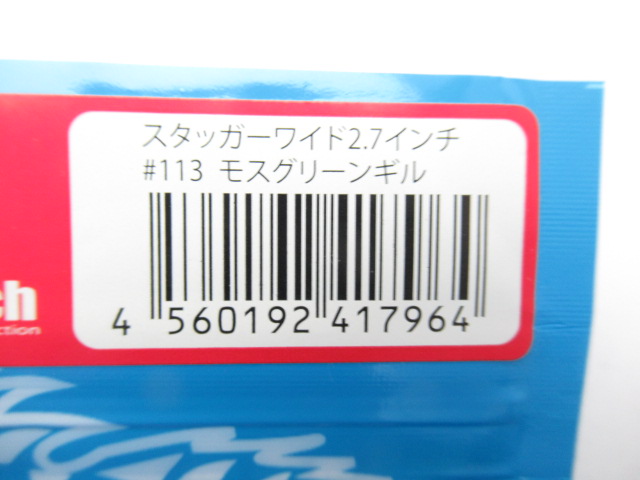 スタッガーワイド2.7インチ
#113 モスグリーンギル
4 560192 417964
ch
ction